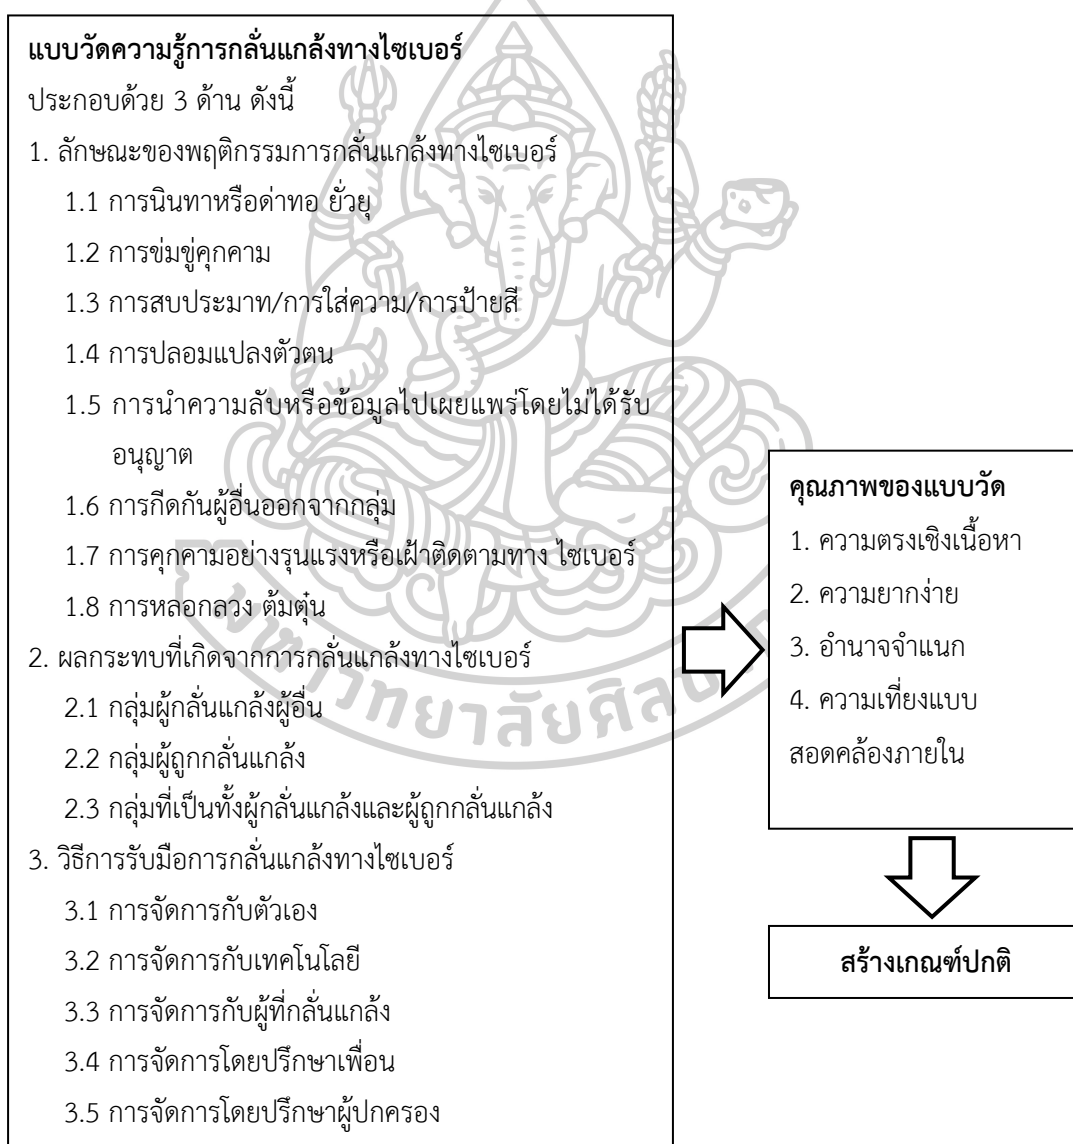 แบบวัดความรู้การกลั่นแกล้งทางไซเบอร์
ประกอบด้วย 3 ด้าน ดังนี้
1. ลักษณะของพฤติกรรมการกลั่นแกล้งทางไซเบอร์
1.1 การนินทาหรือด่าทอ ยั่วยุ
1.2 การข่มขู่คุกคาม
1.3 การสบประมาท/การใส่ความ/การป้ายสี
1.4 การปลอมแปลงตัวตน
1.5 การนำความลับหรือข้อมูลไปเผยแพร่โดยไม่ได้รับ
อนุญาต
1.6 การกีดกันผู้อื่นออกจากกลุ่ม
1.7 การคุกคามอย่างรุนแรงหรือเฝ้าติดตามทาง ไซเบอร์
1.8 การหลอกลวง ต้มตุ๋น
2. ผลกระทบที่เกิดจากการกลั่นแกล้งทางไซเบอร์
2.1 กลุ่มผู้กลั่นแกล้งผู้อื่น
2.2 กลุ่มผู้ถูกกลั่นแกล้ง
2.3 กลุ่มที่เป็นทั้งผู้กลั่นแกล้งและผู้ถูกกลั่นแกล้ง
3. วิธีการรับมือการกลั่นแกล้งทางไซเบอร์
3.1 การจัดการกับตัวเอง
3.2 การจัดการกับเทคโนโลยี
3.3 การจัดการกับผู้ที่กลั่นแกล้ง
3.4 การจัดการโดยปรึกษาเพื่อน
3.5 การจัดการโดยปรึกษาผู้ปกครอง
คุณภาพของแบบวัด
1. ความตรงเชิงเนื้อหา
2. ความยากง่าย
3. อำนาจจำแนก
4. ความเที่ยงแบบ
สอดคล้องภายใน
สร้างเกณฑ์ปกติ